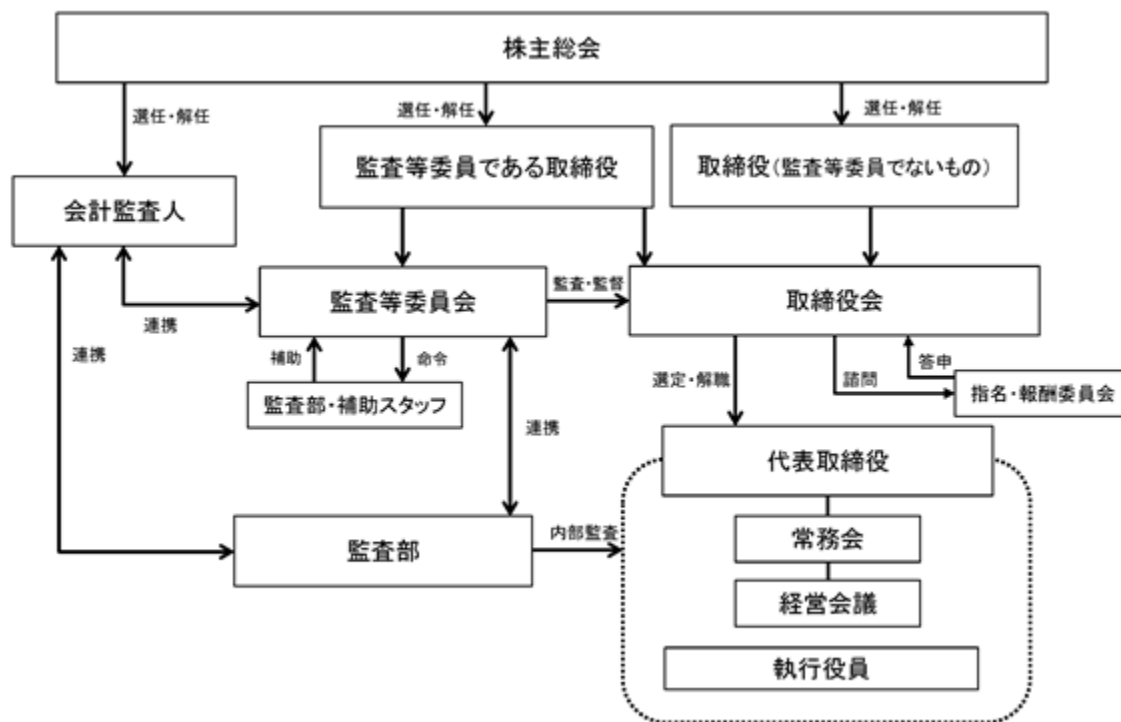 株主総会
選任・解任
選任・解任
選任・解任
監査等委員である取締役
取締役(監査等委員でないもの)
会計監査人
監査等委員会
監査・監督
取締役会
連携
連携
補助
命令
選定・解職
諮問
答申
指名・報酬委員会
監査部・補助スタッフ
連携
代表取締役
監査部
内部監査
常務会
経営会議
執行役員